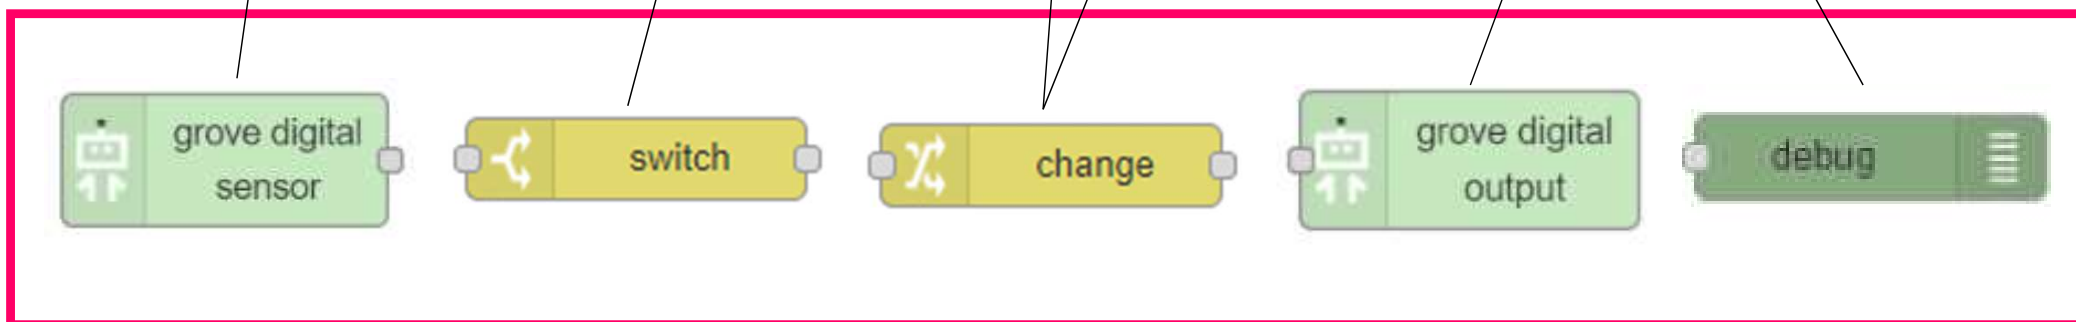 grove digital
sensor
switch
change
grove digital
output
debug